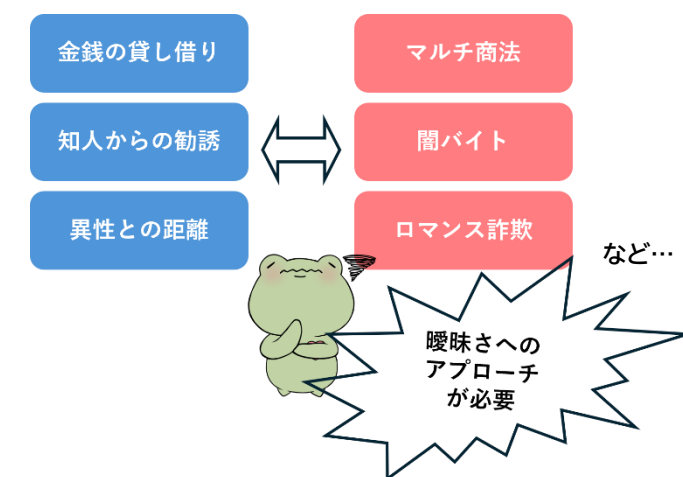 金銭の貸し借り
マルチ商法
知人からの勧誘
闇バイト
異性との距離
ロマンス詐欺
など…
曖昧さへの
アプローチ
が必要